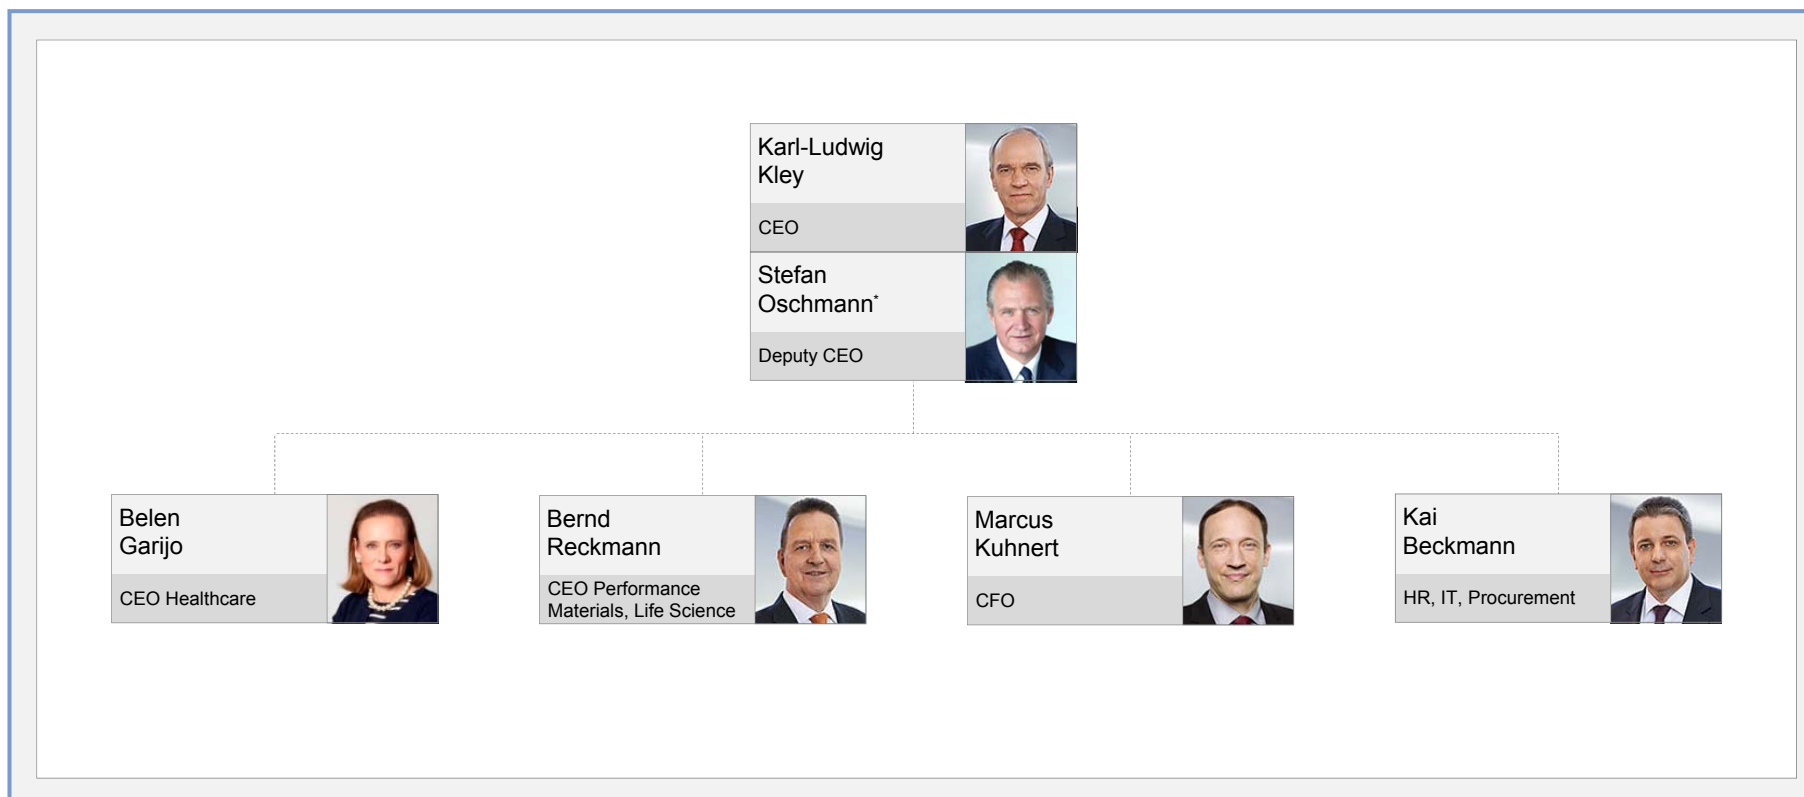 Karl-Ludwig
Kley
CEO
Stefan
Oschmann*
Deputy CEO
Belen
Garijo
CEO Healthcare
Bernd
Reckmann
CEO Performance
Materials, Life Science
Marcus
Kuhnert
CFO
Kai
Beckmann
HR, IT, Procurement